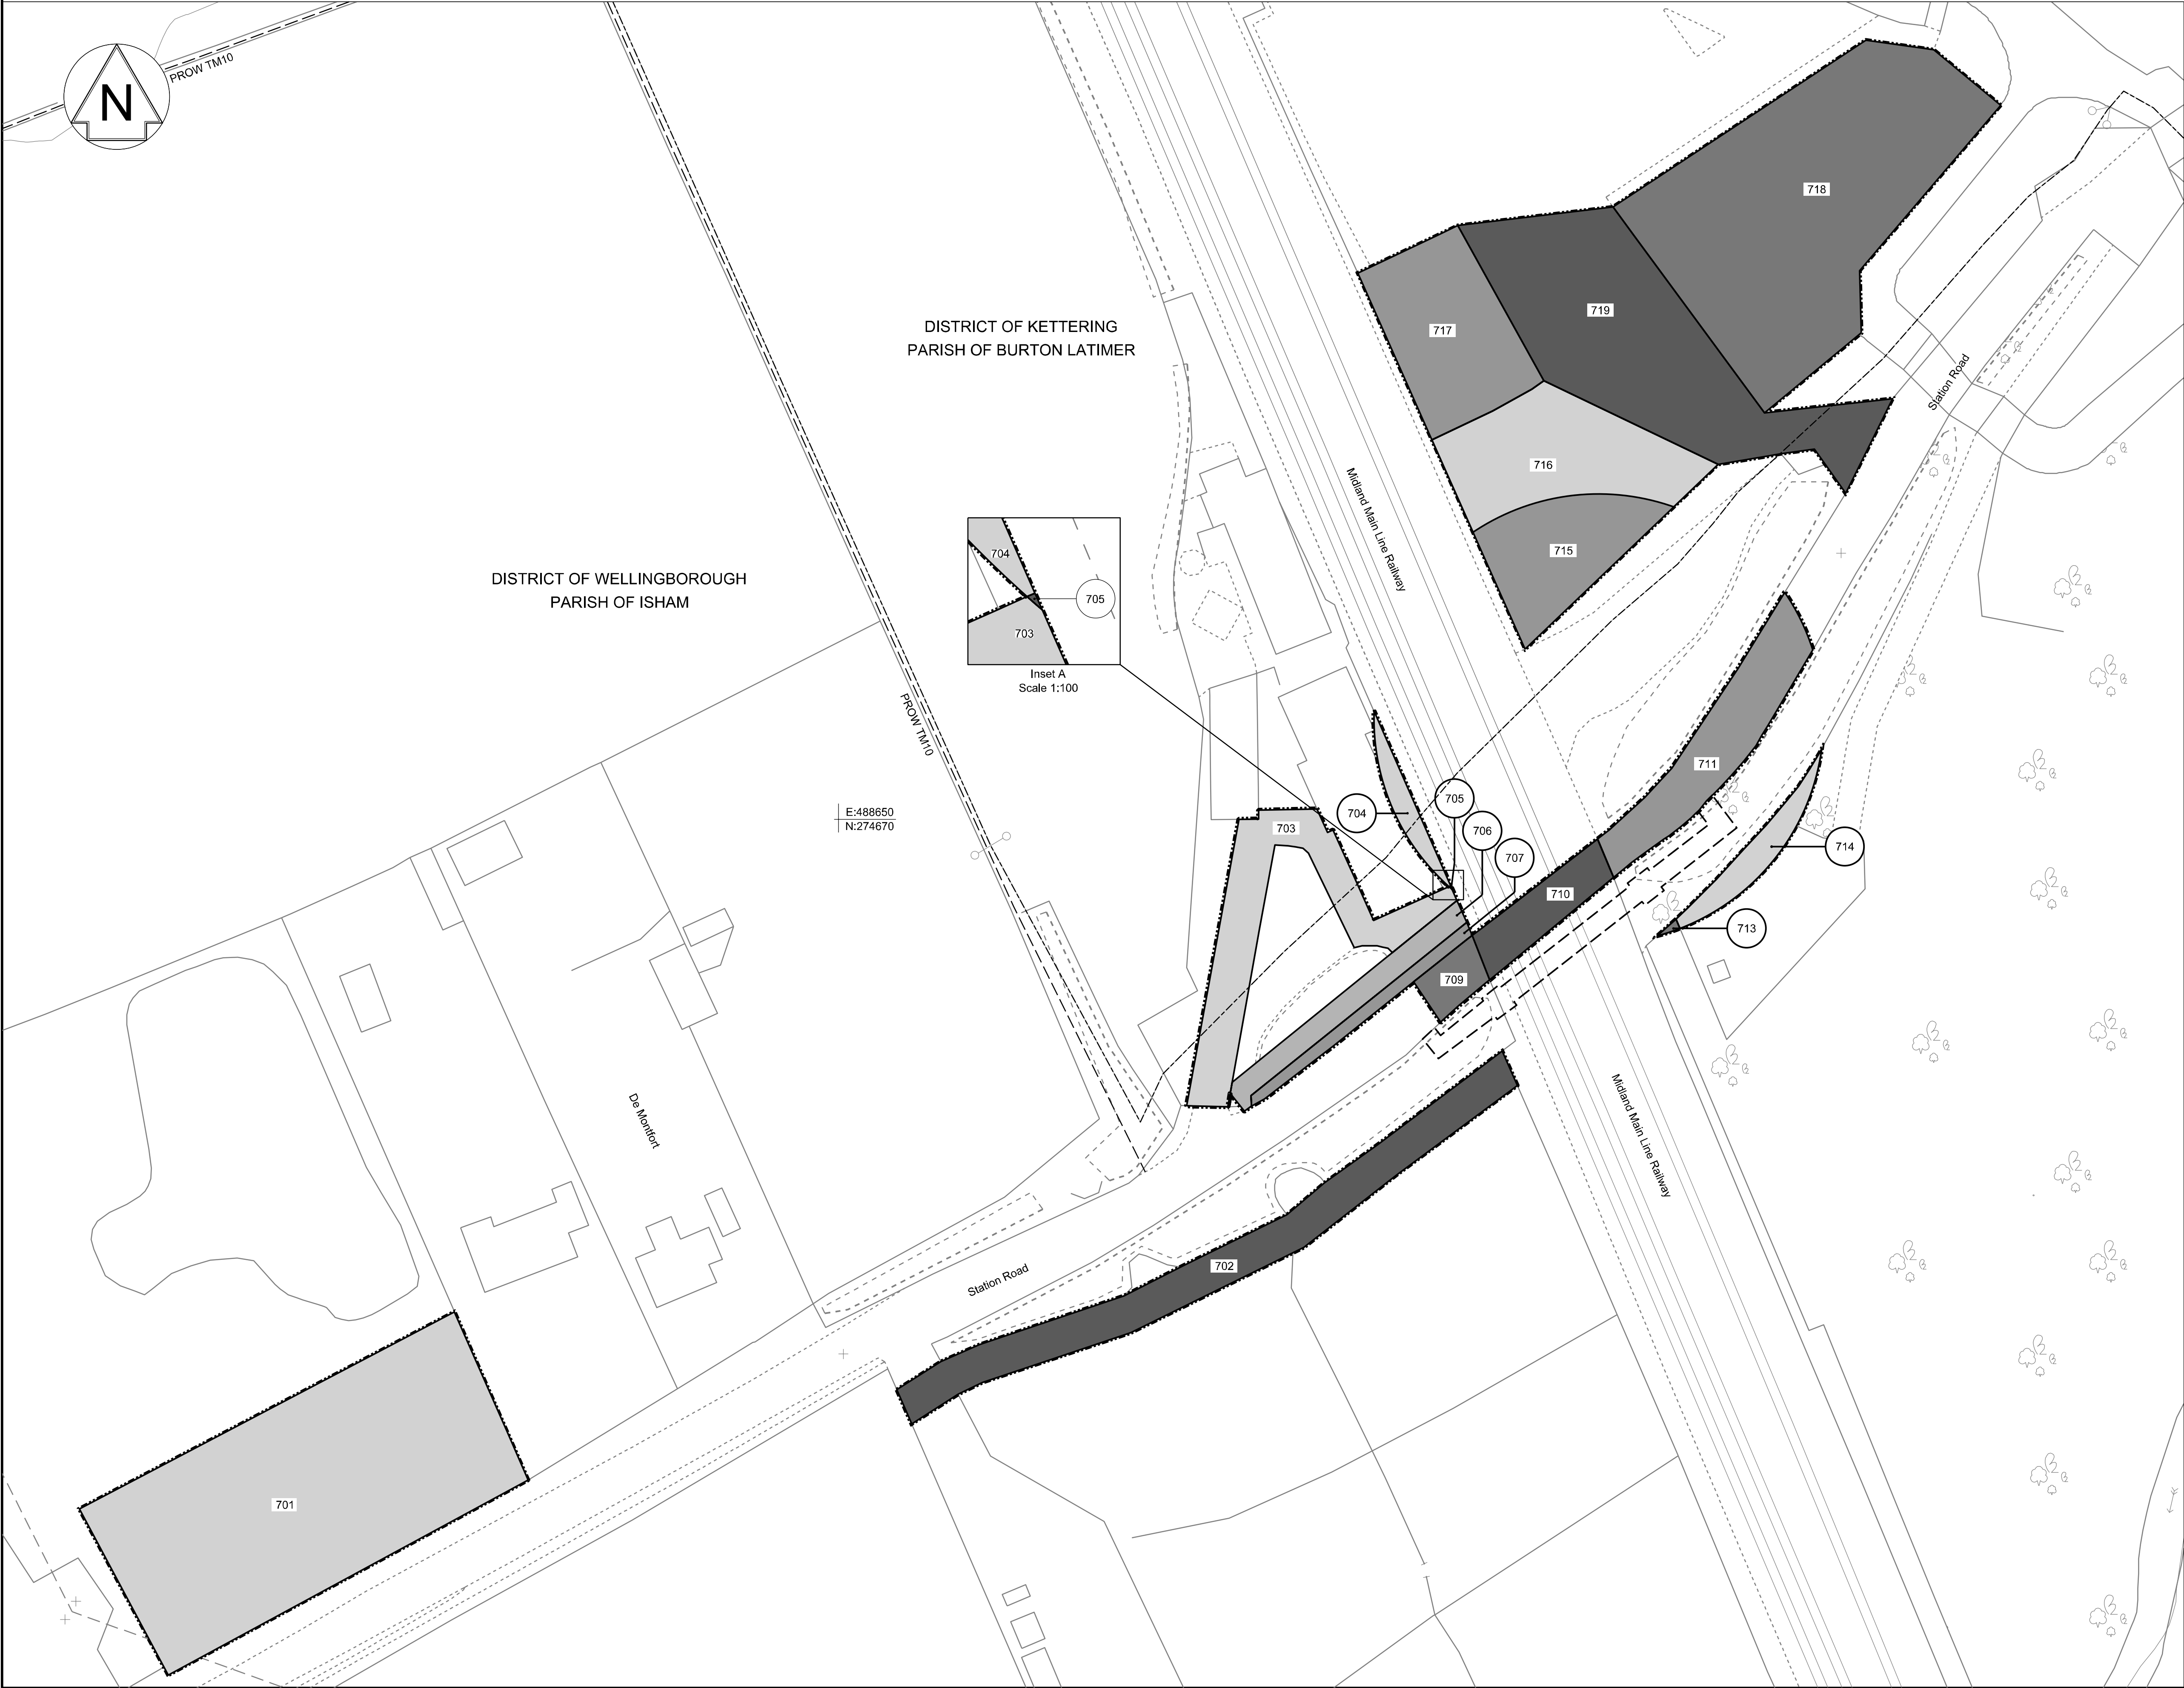 N
PROW TM10
718
719
717
DISTRICT OF KETTERING
PARISH OF BURTON LATIMER
Station Road
716
Midland Main Line Railway
715
704
705
703
Inset A
Scale 1:100
DISTRICT OF WELLINGBOROUGH
PARISH OF ISHAM
PROW TM10
E:488650
N:274670
711
703
704
705
706
707
714
710
713
709
De Montfort
Midland Main Line Railway
702
Station Road
701